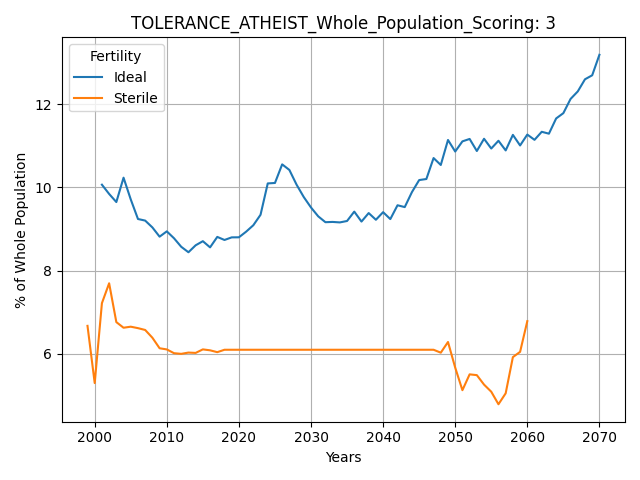 TOLERANCE_ATHEIST_Whole_Population_Scoring: 3
Fertility
Ideal
Sterile
% of Whole Population
12
10
8
6
2000 2010 2020 2030 2040 2050 2060 2070
Years